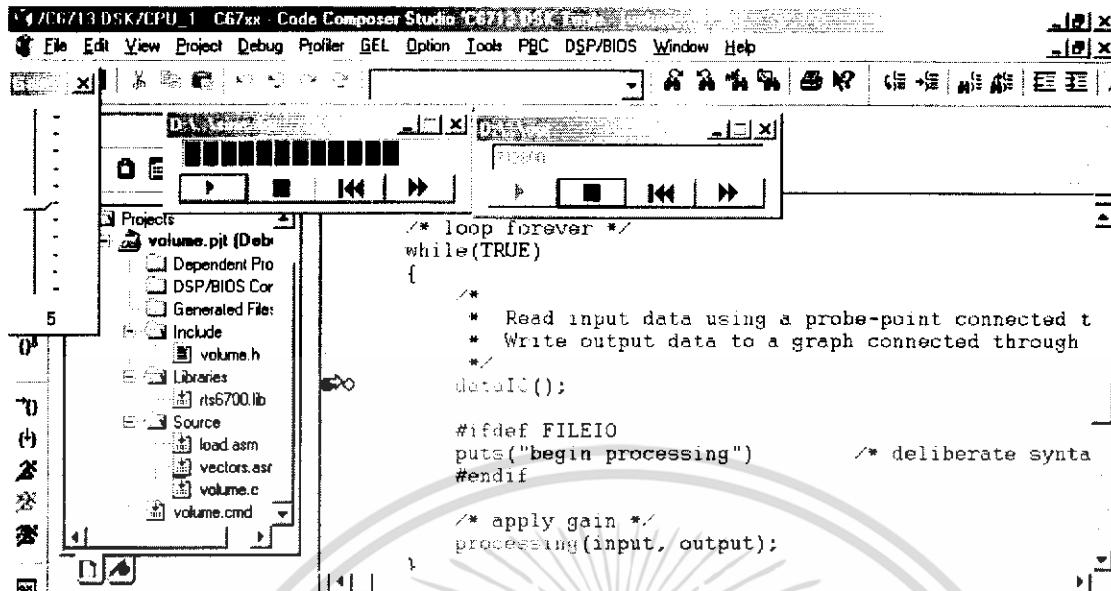 /C6713 DSK/CPU_1 C67xx - Code Composer Studio
File Edit View Project Debug Profiler GEL Option Tools PBC DSP/BIOS Window Help
Projects
volume.pjt (Deb
Dependent Pro
DSP/BIOS Cor
Generated File
Include
volume.h
Libraries
rts6700.lib
Source
load.asm
vectors.asr
volume.c
volume.cmd
5
/* loop forever */
while(TRUE)
{
/*
* Read input data using a probe-point connected t
* Write output data to a graph connected through
*/
dataIO();
#ifdef FILEIO
puts("begin processing") /* deliberate synta
#endif
/* apply gain */
processing(input, output);
}